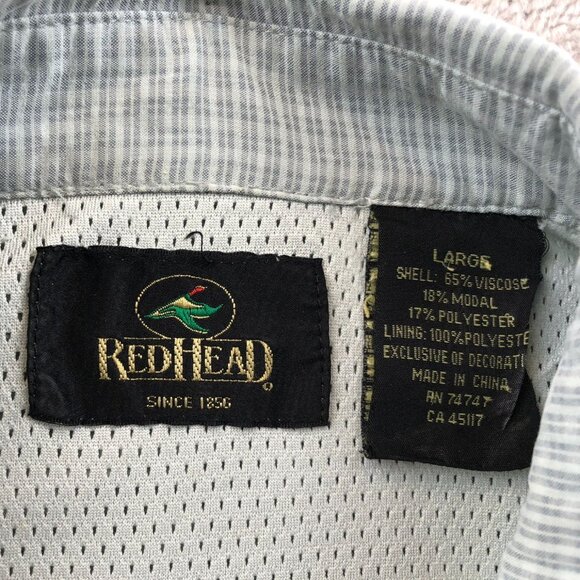 REDHEAD
SINCE 1856
LARGE
SHELL: 65% VISCOSE
18% MODAL
17% POLYESTER
LINING: 100% POLYESTE
EXCLUSIVE OF DECORATI
MADE IN CHINA
RN 74747
CA 45117